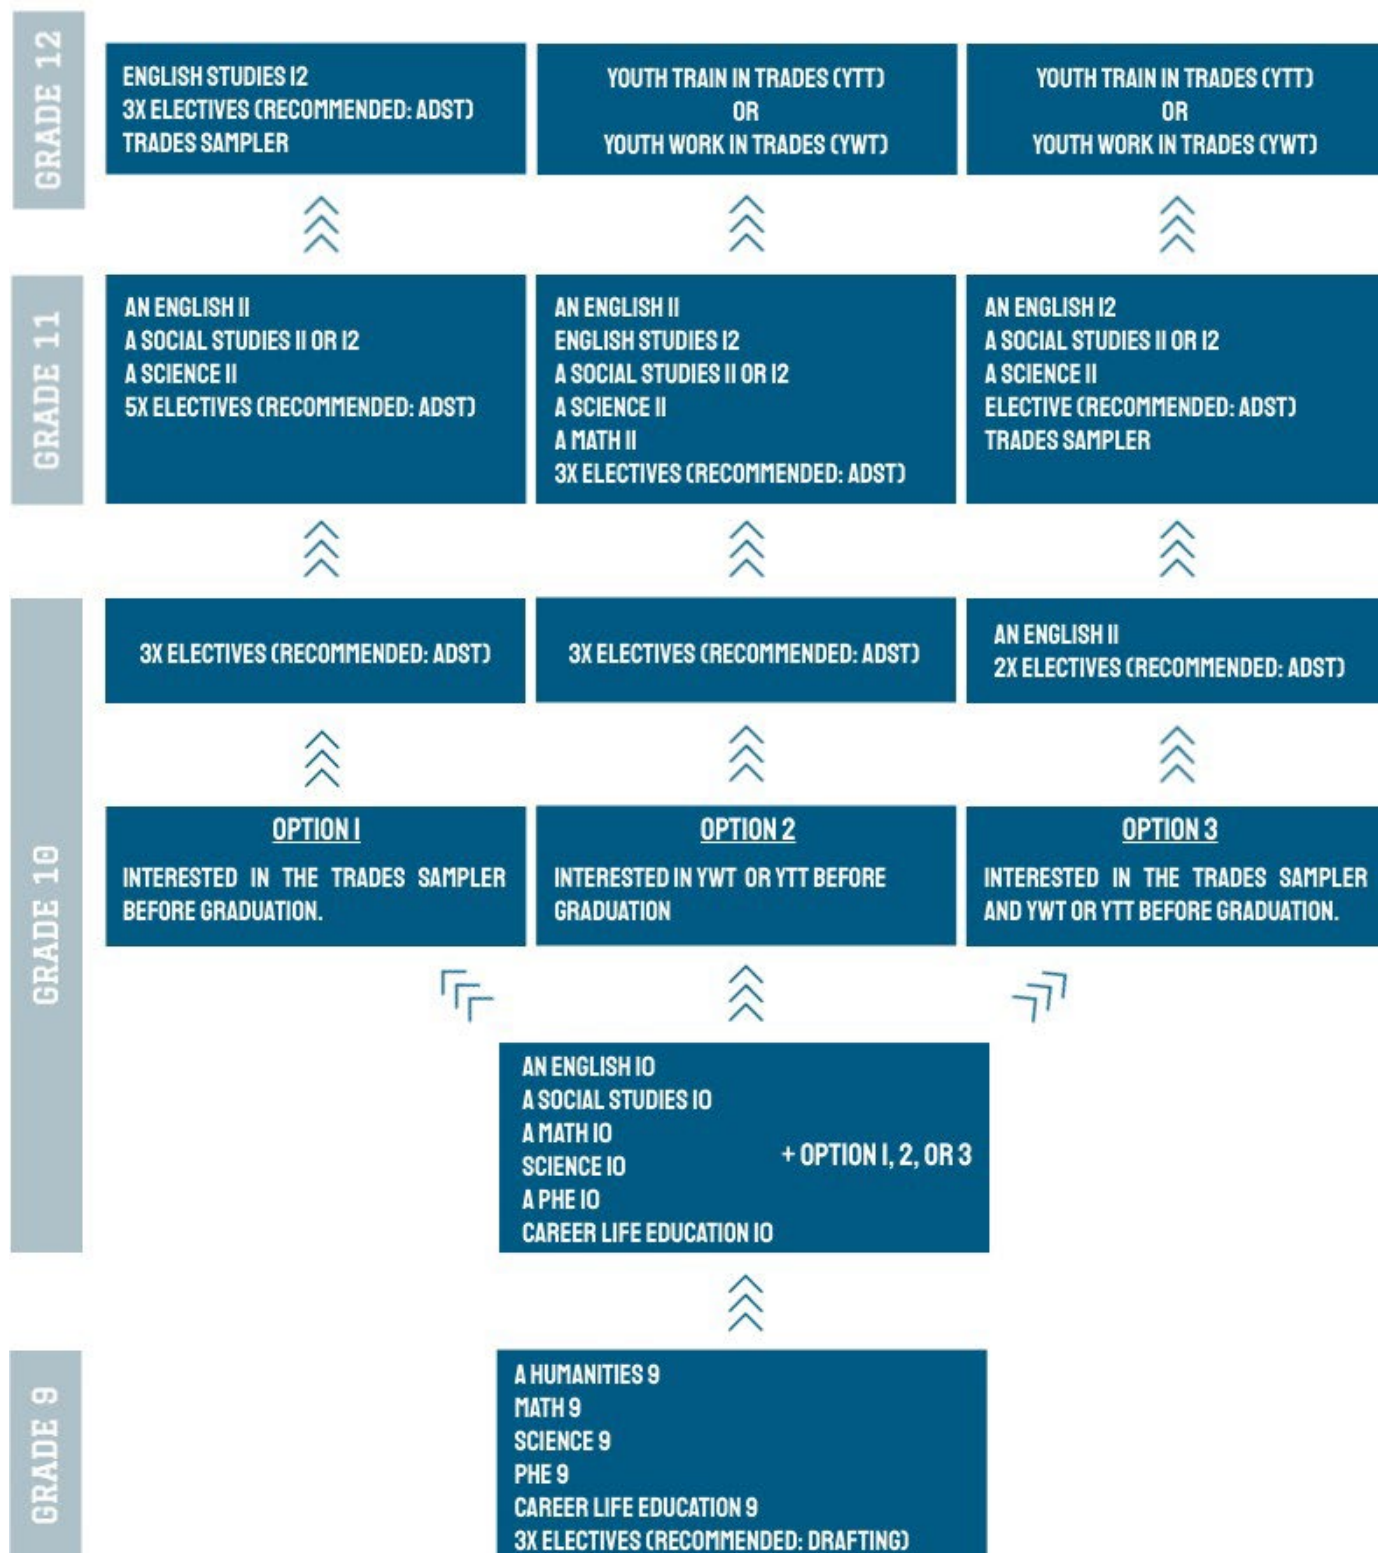 GRADE 12
ENGLISH STUDIES 12
3X ELECTIVES (RECOMMENDED: ADST)
TRADES SAMPLER
YOUTH TRAIN IN TRADES (YTT)
OR
YOUTH WORK IN TRADES (YWT)
YOUTH TRAIN IN TRADES (YTT)
OR
YOUTH WORK IN TRADES (YWT)
GRADE 11
AN ENGLISH 11
A SOCIAL STUDIES 11 OR 12
A SCIENCE 11
5X ELECTIVES (RECOMMENDED: ADST)
AN ENGLISH 11
ENGLISH STUDIES 12
A SOCIAL STUDIES 11 OR 12
A SCIENCE 11
A MATH 11
3X ELECTIVES (RECOMMENDED: ADST)
AN ENGLISH 12
A SOCIAL STUDIES 11 OR 12
A SCIENCE 11
ELECTIVE (RECOMMENDED: ADST)
TRADES SAMPLER
GRADE 10
3X ELECTIVES (RECOMMENDED: ADST)
3X ELECTIVES (RECOMMENDED: ADST)
AN ENGLISH 11
2X ELECTIVES (RECOMMENDED: ADST)
OPTION 1
INTERESTED IN THE TRADES SAMPLER
BEFORE GRADUATION.
OPTION 2
INTERESTED IN YWT OR YTT BEFORE
GRADUATION
OPTION 3
INTERESTED IN THE TRADES SAMPLER
AND YWT OR YTT BEFORE GRADUATION.
AN ENGLISH 10
A SOCIAL STUDIES 10
A MATH 10
SCIENCE 10
A PHE 10
CAREER LIFE EDUCATION 10
+ OPTION 1, 2, OR 3
GRADE 9
A HUMANITIES 9
MATH 9
SCIENCE 9
PHE 9
CAREER LIFE EDUCATION 9
3X ELECTIVES (RECOMMENDED: DRAFTING)